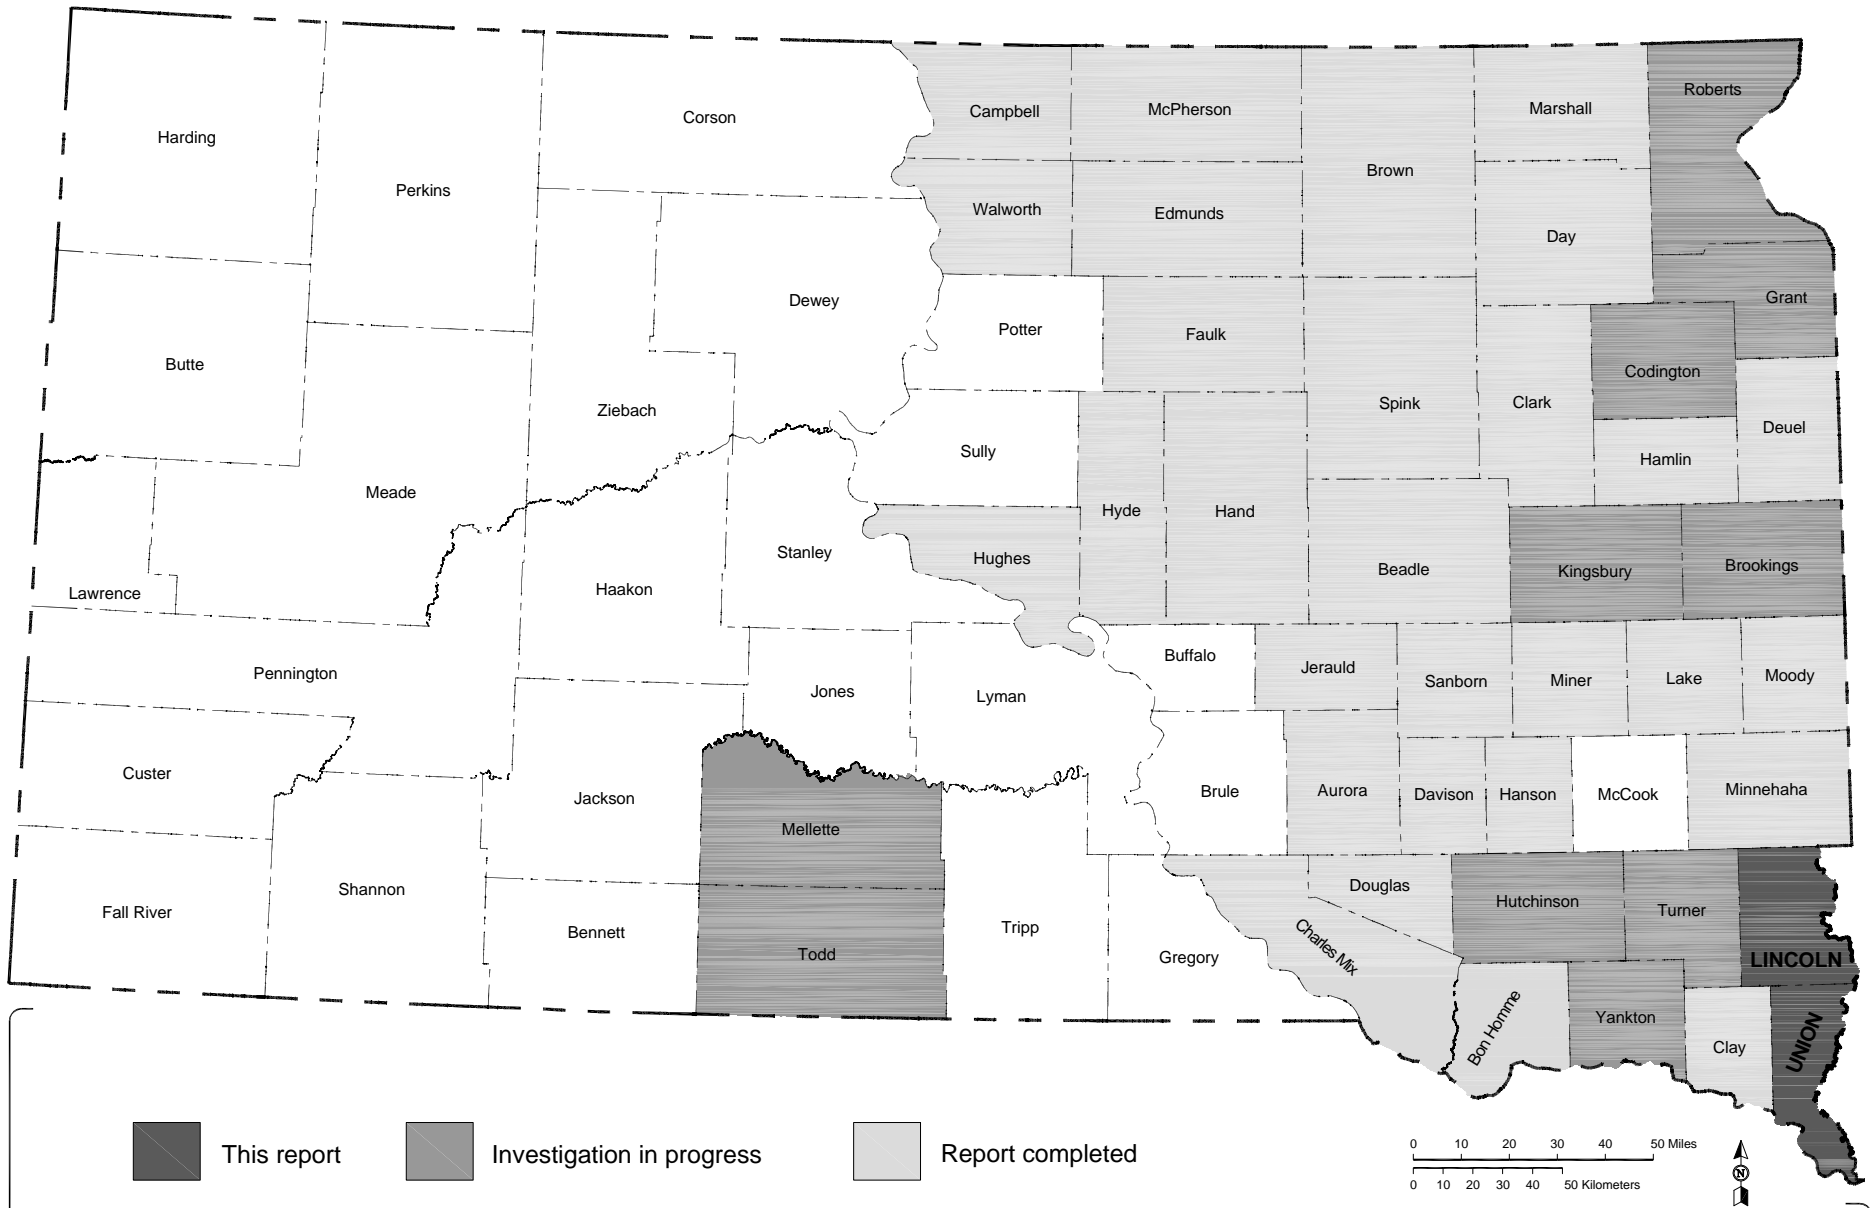 Harding
Perkins
Corson
Campbell
McPherson
Brown
Marshall
Roberts
Walworth
Edmunds
Day
Butte
Dewey
Potter
Faulk
Grant
Meade
Ziebach
Sully
Spink
Clark
Codington
Deuel
Hamlin
Lawrence
Haakon
Stanley
Hughes
Hyde
Hand
Beadle
Kingsbury
Brookings
Pennington
Jones
Lyman
Buffalo
Jerauld
Sanborn
Miner
Lake
Moody
Custer
Jackson
Mellette
Brule
Aurora
Davison
Hanson
McCook
Minnehaha
Fall River
Shannon
Bennett
Todd
Tripp
Gregory
Charles Mix
Douglas
Hutchinson
Turner
LINCOLN
Bon Homme
Yankton
Clay
UNION
This report
Investigation in progress
Report completed
0 10 20 30 40 50 Miles
0 10 20 30 40 50 Kilometers
N